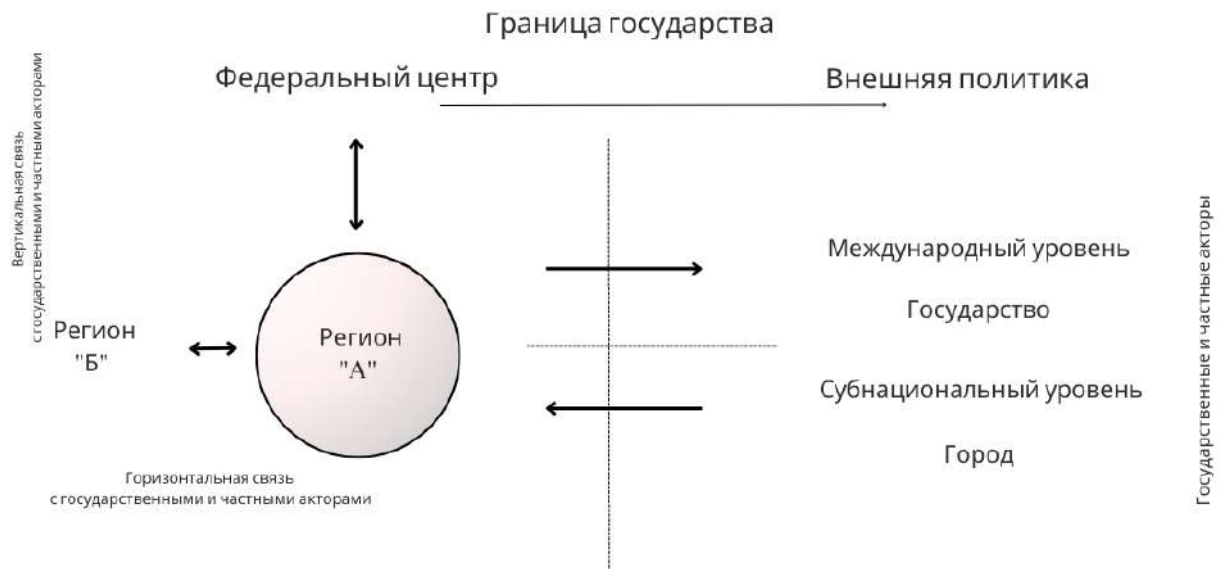 Граница государства
Федеральный центр
Внешняя политика
Вертикальная связь
с государственными и частными акторами
Международный уровень
Государство
Регион
"Б"
Регион
"А"
Субнациональный уровень
Город
Государственные и частные акторы
Горизонтальная связь
с государственными и частными акторами